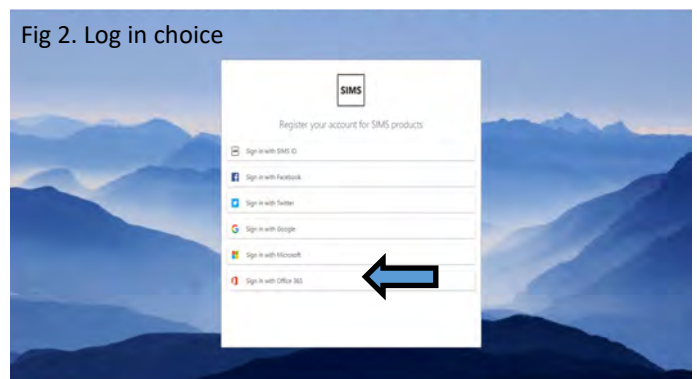 Fig 2. Log in choice
SIMS
Register your account for SIMS products
Sign in with SIMS ID
Sign in with Facebook
Sign in with Twitter
Sign in with Google
Sign in with Microsoft
Sign in with Office 365